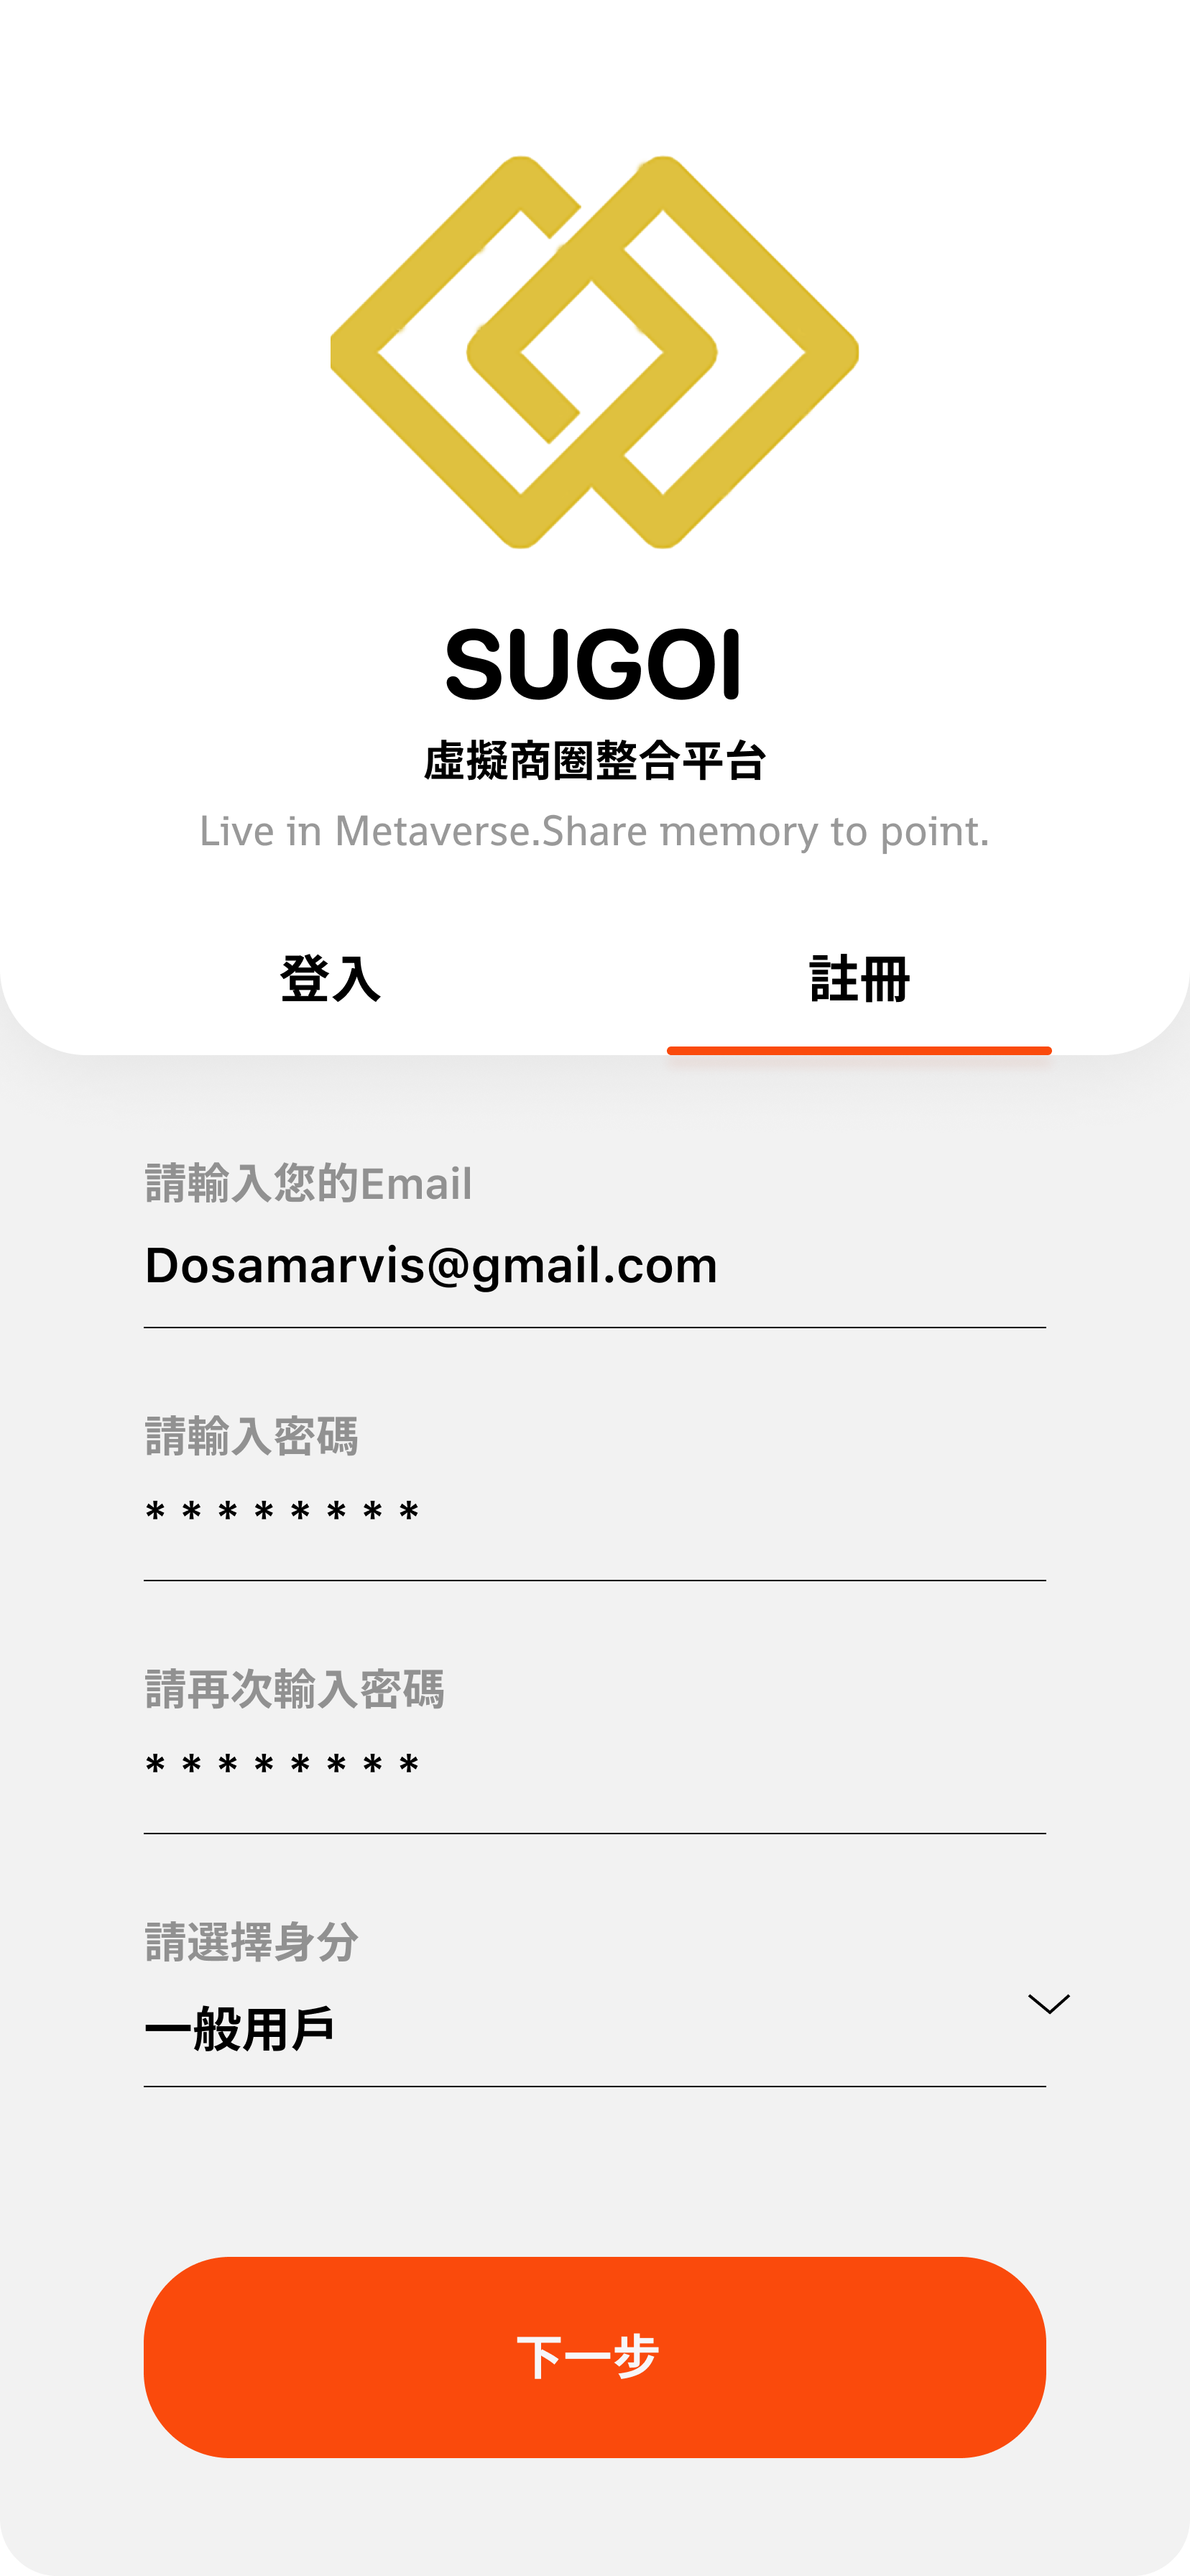 SUGOI
虛擬商圈整合平台
Live in Metaverse.Share memory to point.
登入 註冊
請輸入您的Email
Dosamarvis@gmail.com
請輸入密碼
* * * * * * * *
請再次輸入密碼
* * * * * * * *
請選擇身分
一般用戶
下一步